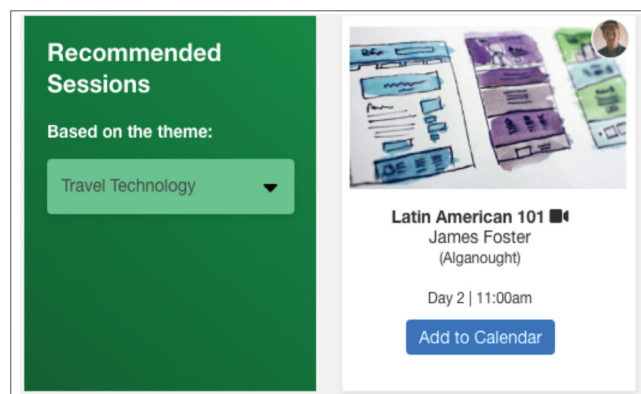 Recommended
Sessions
Based on the theme:
Travel Technology
Latin American 101
James Foster
(Alganought)
Day 2 | 11:00am
Add to Calendar